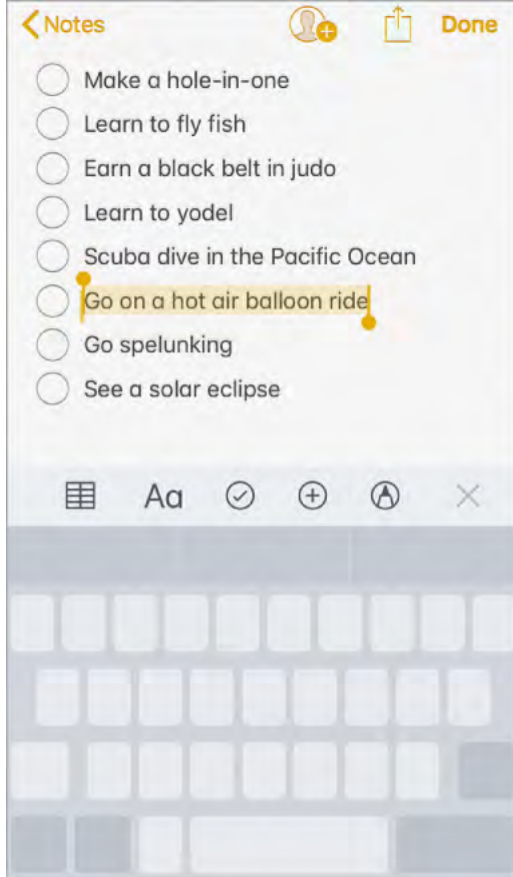 Notes
Done
Make a hole-in-one
Learn to fly fish
Earn a black belt in judo
Learn to yodel
Scuba dive in the Pacific Ocean
Go on a hot air balloon ride
Go spelunking
See a solar eclipse
Aa